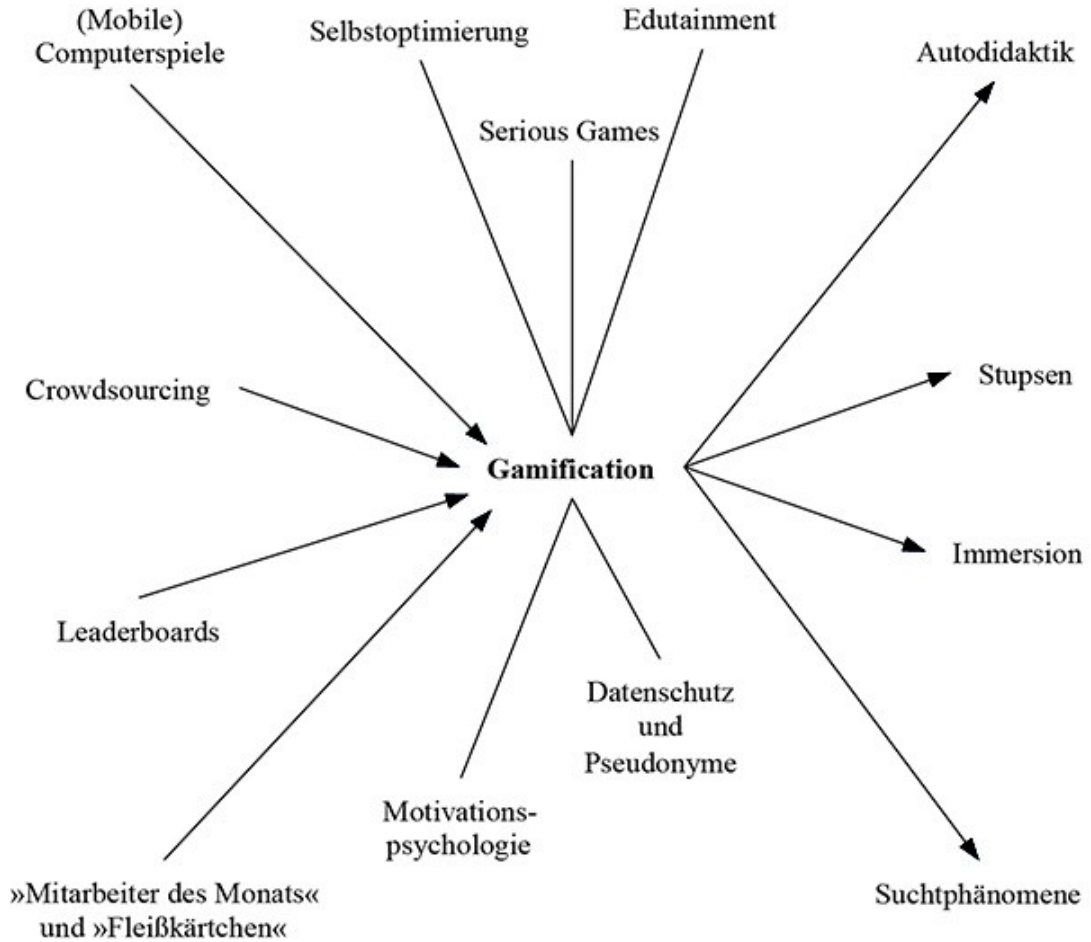 (Mobile)
Computerspiele
Selbstoptimierung
Edutainment
Autodidaktik
Serious Games
Crowdsourcing
Stupsen
Gamification
Immersion
Leaderboards
Datenschutz
und
Pseudonyme
Motivations-
psychologie
»Mitarbeiter des Monats«
und »Fleißkärtchen«
Suchtphänomene